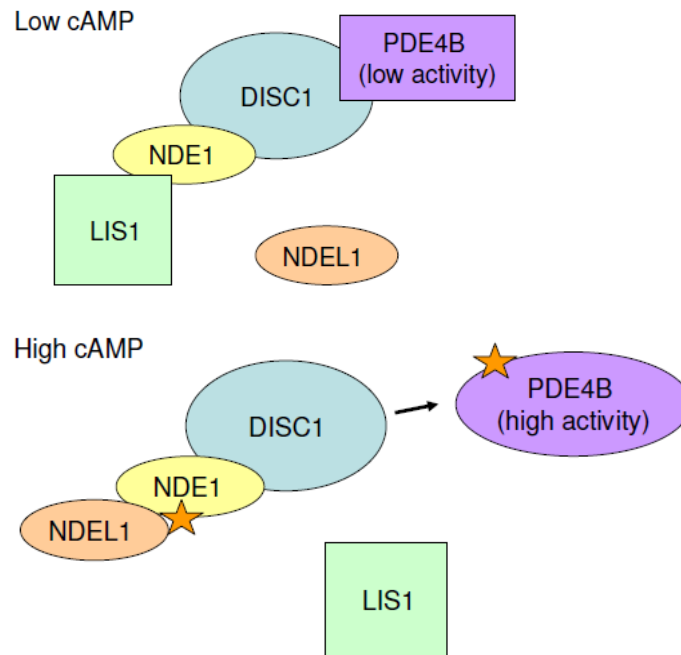 Low cAMP
PDE4B
(low activity)
DISC1
NDE1
LIS1
NDEL1
High cAMP
PDE4B
(high activity)
DISC1
NDE1
NDEL1
LIS1